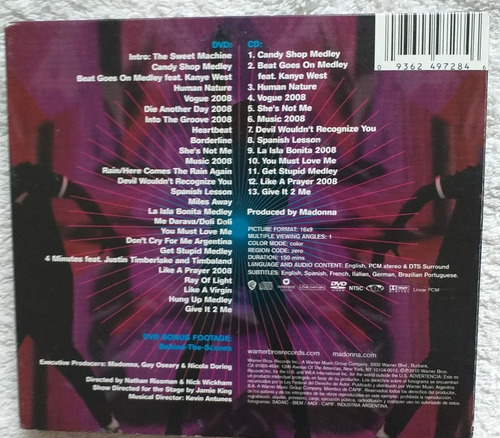 DVD:
Intro: The Sweet Machine
Candy Shop Medley
Beat Goes On Medley feat. Kanye West
Human Nature
Vogue 2008
Die Another Day 2008
Into The Groove 2008
Heartbeat
Borderline
She's Not Me
Music 2008
Rain/Here Comes The Rain Again
Devil Wouldn't Recognize You
Spanish Lesson
Miles Away
La Isla Bonita Medley
Me Darava/Doli Doli
You Must Love Me
Don't Cry For Me Argentina
Get Stupid Medley
4 Minutes feat. Justin Timberlake and Timbaland
Like A Prayer 2008
Ray Of Light
Like A Virgin
Hung Up Medley
Give It 2 Me
DVD BONUS FOOTAGE:
Behind-The-Scenes
Executive Producers: Madonna, Guy Oseary & Nicola Doring
Directed by Nathan Rissman & Nick Wickham
Show Directed for the Stage by Jamie King
Musical Director: Kevin Antunes
CD:
1. Candy Shop Medley
2. Beat Goes On Medley
feat. Kanye West
3. Human Nature
4. Vogue 2008
5. She's Not Me
6. Music 2008
7. Devil Wouldn't Recognize You
8. Spanish Lesson
9. La Isla Bonita 2008
10. You Must Love Me
11. Get Stupid Medley
12. Like A Prayer 2008
13. Give It 2 Me
Produced by Madonna
PICTURE FORMAT: 16x9
MULTIPLE VIEWING ANGLES: 1
COLOR MODE: color
REGION CODE: zero
DURATION: 150 mins
LANGUAGE AND AUDIO CONTENT: English, PCM stereo & DTS Surround
SUBTITLES: English, Spanish, French, Italian, German, Brazilian Portuguese.
DVD
NTSC
Linear PCM
warnerbrosrecords.com
madonna.com
0 93624 97284 6